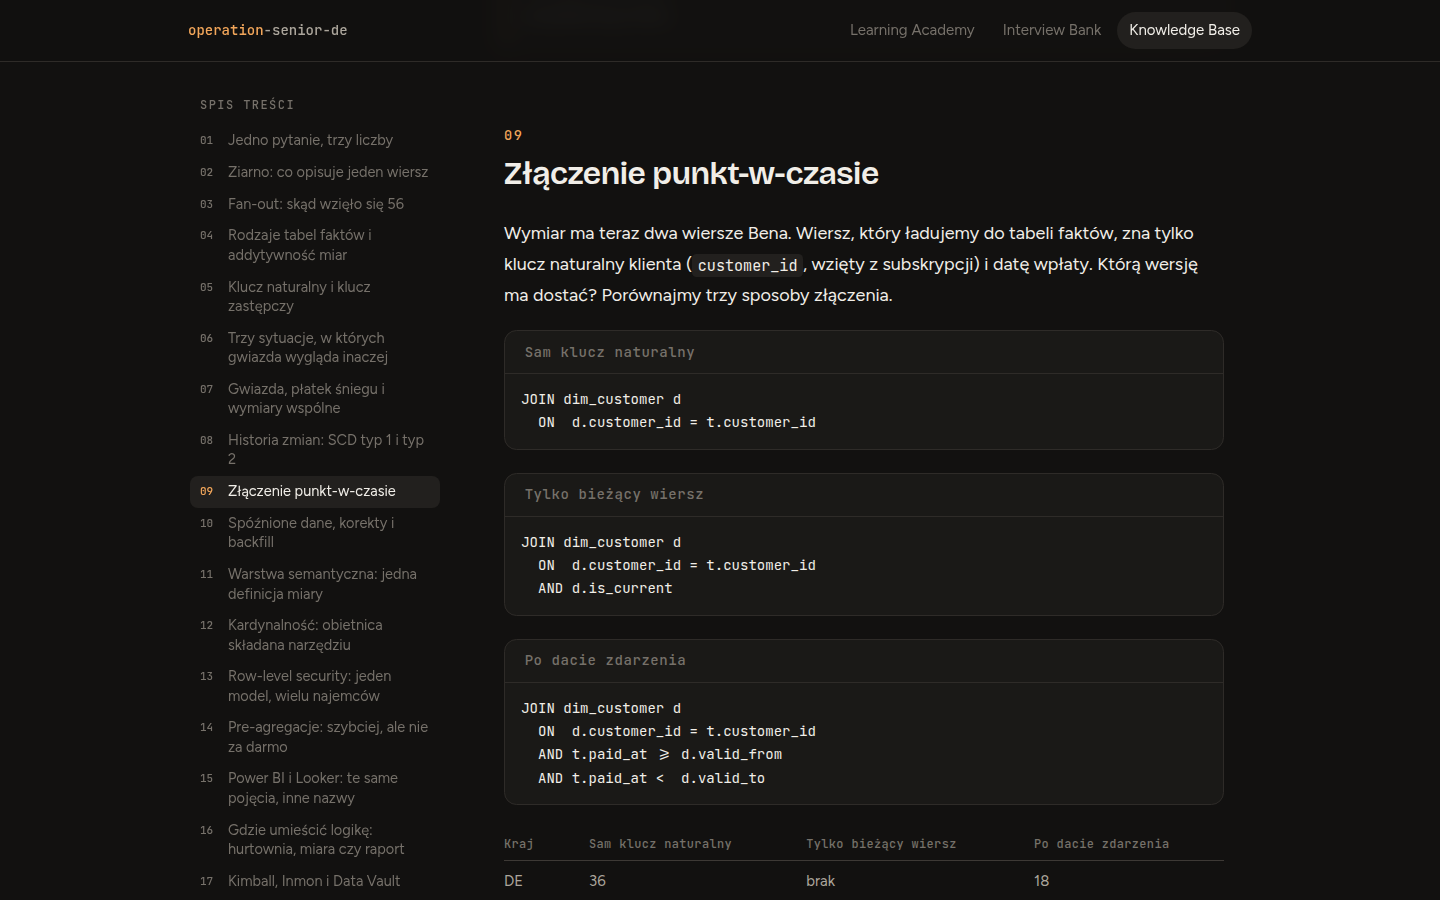 operation-senior-de
Learning Academy
Interview Bank
Knowledge Base
SPIS TREŚCI
01 Jedno pytanie, trzy liczby
02 Ziarno: co opisuje jeden wiersz
03 Fan-out: skąd wzięło się 56
04 Rodzaje tabel faktów i
addytywność miar
05 Klucz naturalny i klucz
zastępczy
06 Trzy sytuacje, w których
gwiazda wygląda inaczej
07 Gwiazda, płatek śniegu i
wymiary wspólne
08 Historia zmian: SCD typ 1 i typ
2
09 Złączenie punkt-w-czasie
10 Spóźnione dane, korekty i
backfill
11 Warstwa semantyczna: jedna
definicja miary
12 Kardynalność: obietnica
składana narzędziu
13 Row-level security: jeden
model, wielu najemców
14 Pre-agregacje: szybciej, ale nie
za darmo
15 Power BI i Looker: te same
pojęcia, inne nazwy
16 Gdzie umieścić logikę:
hurtownia, miara czy raport
17 Kimball, Inmon i Data Vault
09
Złączenie punkt-w-czasie
Wymiar ma teraz dwa wiersze Bena. Wiersz, który ładujemy do tabeli faktów, zna tylko
klucz naturalny klienta (customer_id, wzięty z subskrypcji) i datę wpłaty. Którą wersję
ma dostać? Porównajmy trzy sposoby złączenia.
Sam klucz naturalny
JOIN dim_customer d
ON d.customer_id = t.customer_id
Tylko bieżący wiersz
JOIN dim_customer d
ON d.customer_id = t.customer_id
AND d.is_current
Po dacie zdarzenia
JOIN dim_customer d
ON d.customer_id = t.customer_id
AND t.paid_at >= d.valid_from
AND t.paid_at < d.valid_to
Kraj Sam klucz naturalny Tylko bieżący wiersz Po dacie zdarzenia
DE 36 brak 18